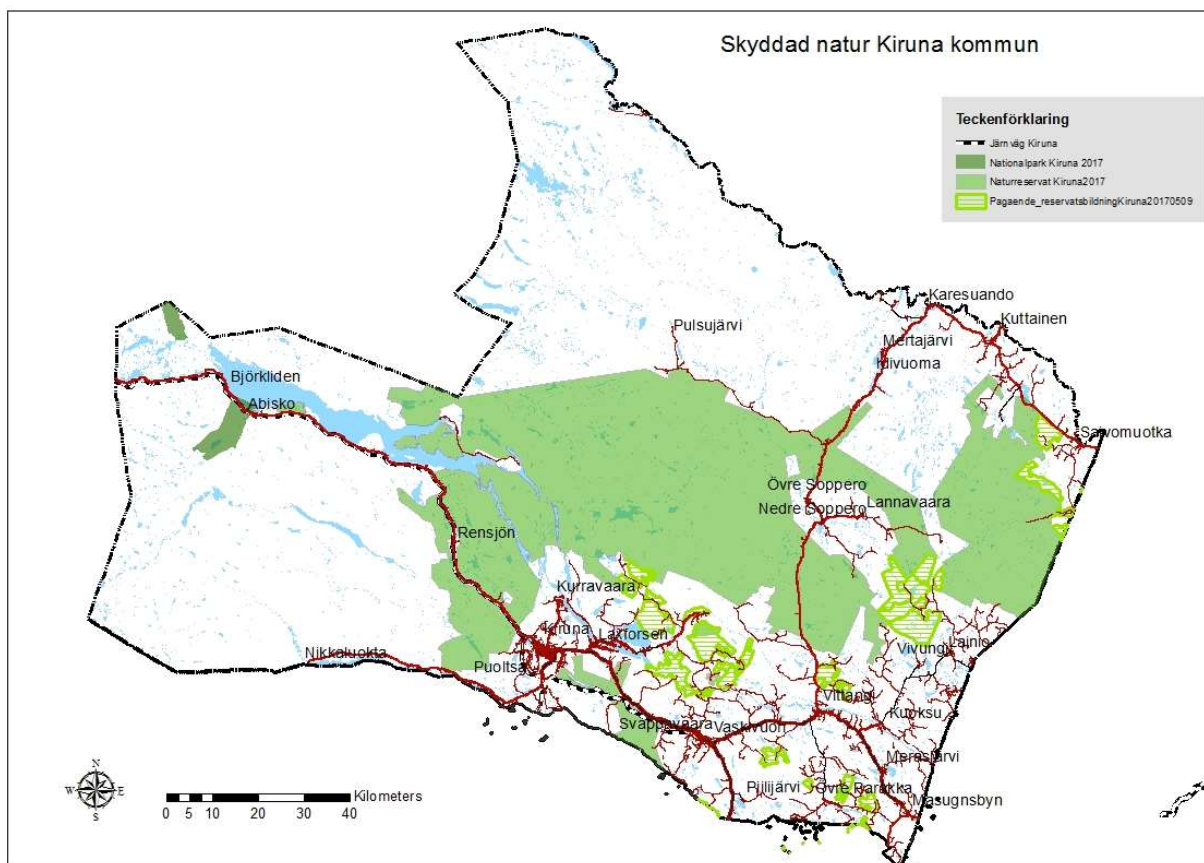 Skyddad natur Kiruna kommun
Teckenförklaring
Järnväg Kiruna
Nationalpark Kiruna 2017
Naturreservat Kiruna2017
Pagaende_reservatsbildningKiruna20170509
Karesuando
Kuttainen
Pulsujärvi
Mertajärvi
Idivuoma
Björkliden
Abisko
Saivomuotka
Övre Soppero
Lannavaara
Nedre Soppero
Rensjön
Kurravaara
Kiruna
Laxforsen
Lainio
Vivungi
Nikkaluokta
Puoltsa
Vittangi
Kuoksu
Svappavaara
Vaskivuori
Merasjärvi
Piilijärvi
Övre Parakka
Masugnsbyn
N
W E
S
Kilometers
0 5 10 20 30 40